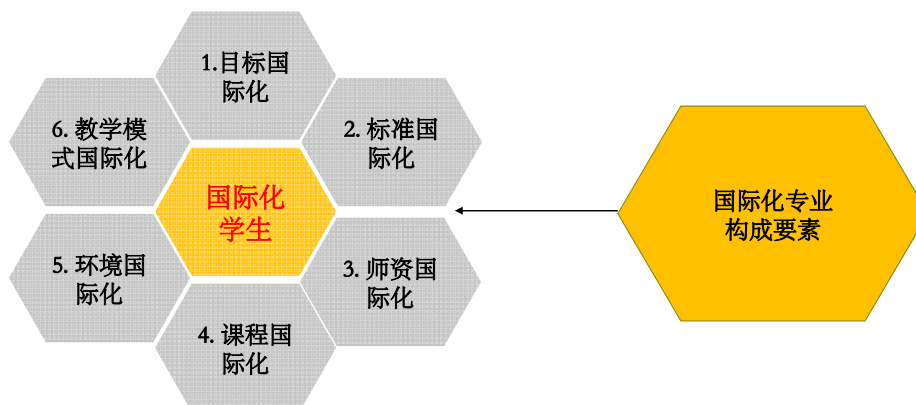 1.目标国
际化
2. 标准国
际化
3. 师资国
际化
4. 课程国
际化
5. 环境国
际化
6. 教学模
式国际化
国际化
学生
国际化专业
构成要素